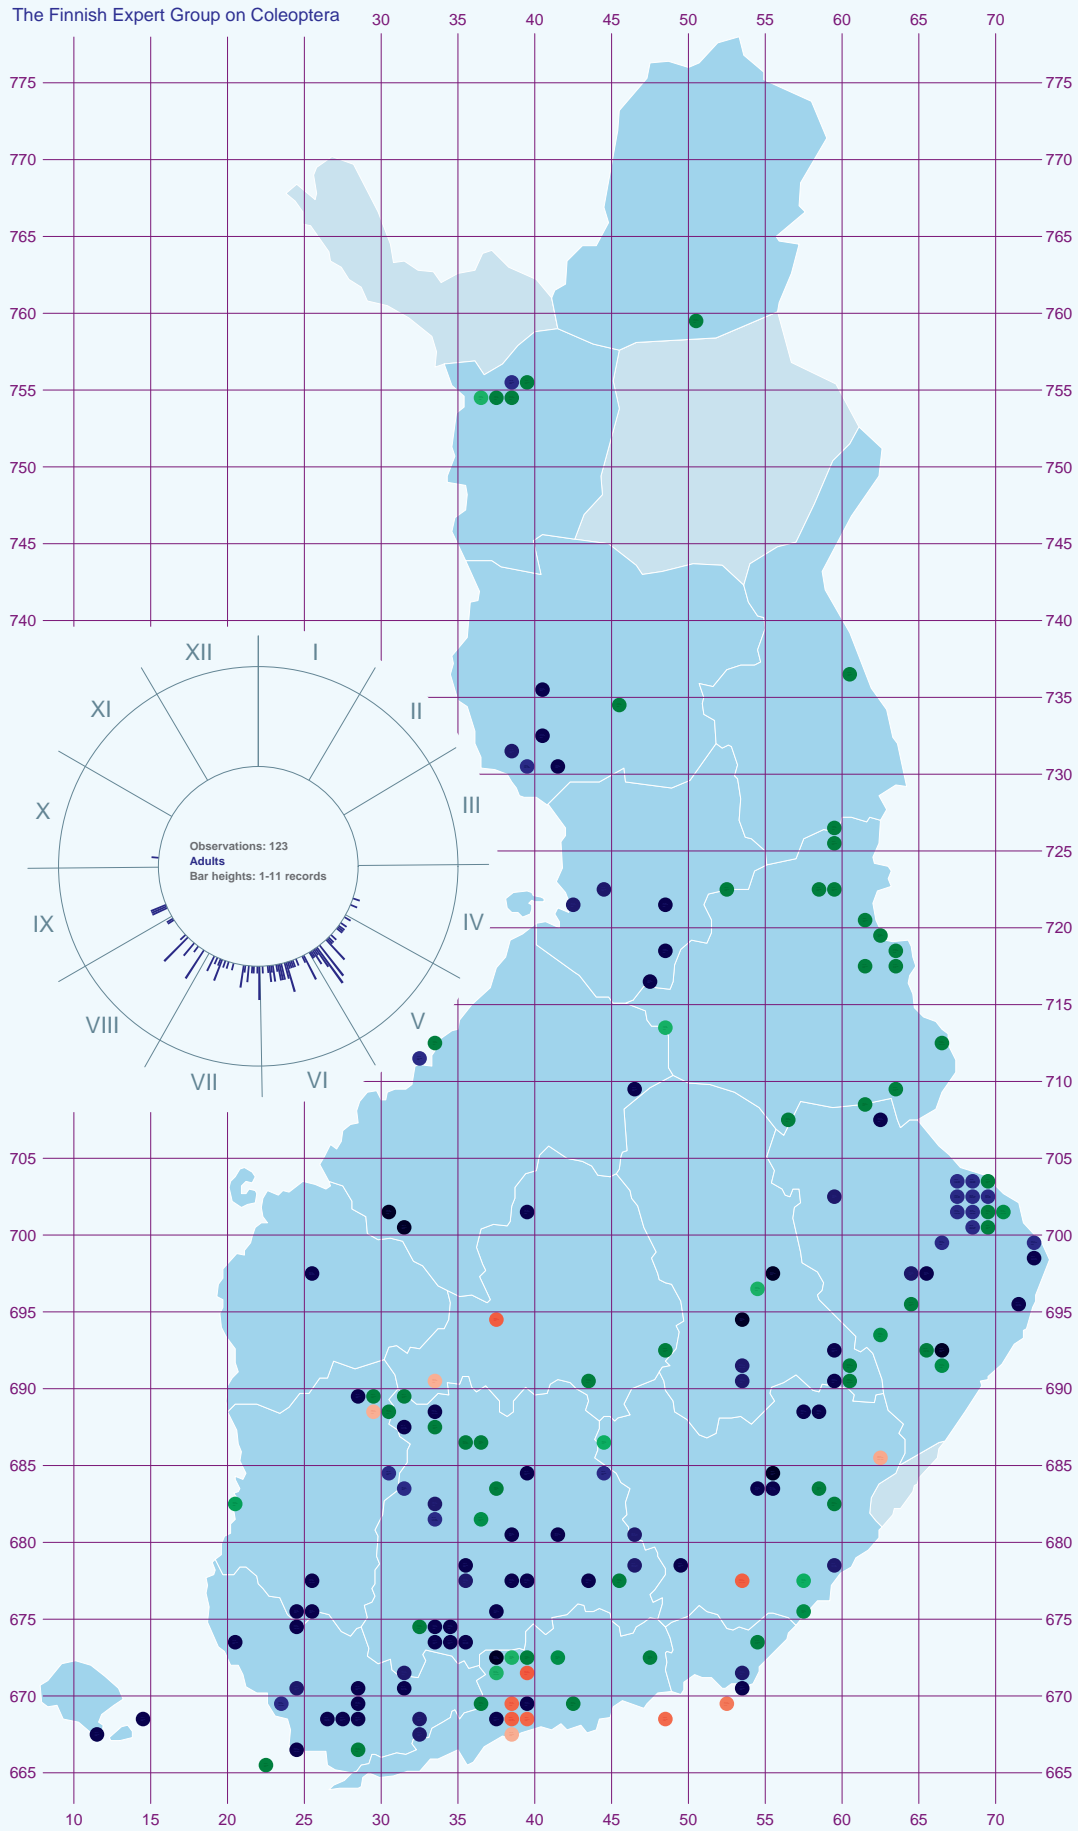 The Finnish Expert Group on Coleoptera
30 35 40 45 50 55 60 65 70
775 775
770 770
765 765
760 760
755 755
750 750
745 745
740 740
XII I
735
XI II
730
X III
Observations: 123
Adults
Bar heights: 1-11 records
725
IX IV
720
715
VIII V
VII VI
710
705 705
700 700
695 695
690 690
685 685
680 680
675 675
670 670
665 665
10 15 20 25 30 35 40 45 50 55 60 65 70